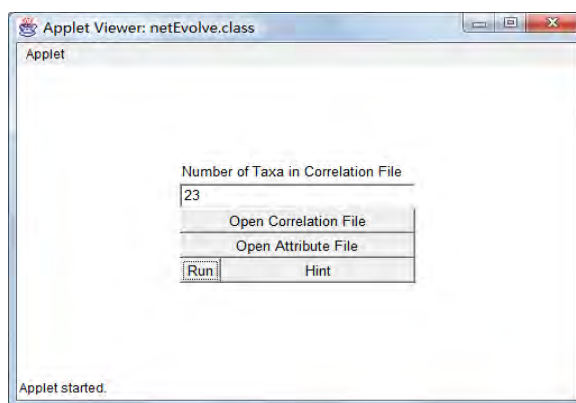 Applet Viewer: netEvolve.class
Applet
Number of Taxa in Correlation File
23
Open Correlation File
Open Attribute File
Run Hint
Applet started.